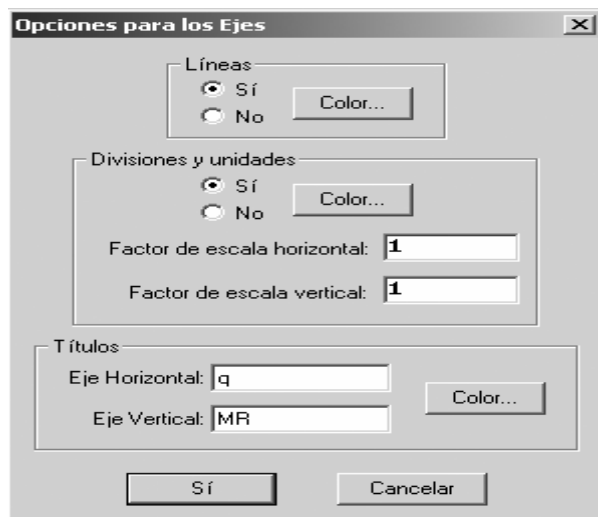 Opciones para los Ejes
Líneas
Sí
No
Color...
Divisiones y unidades
Sí
No
Color...
Factor de escala horizontal: 1
Factor de escala vertical: 1
Títulos
Eje Horizontal: q
Eje Vertical: MR
Color...
Sí
Cancelar